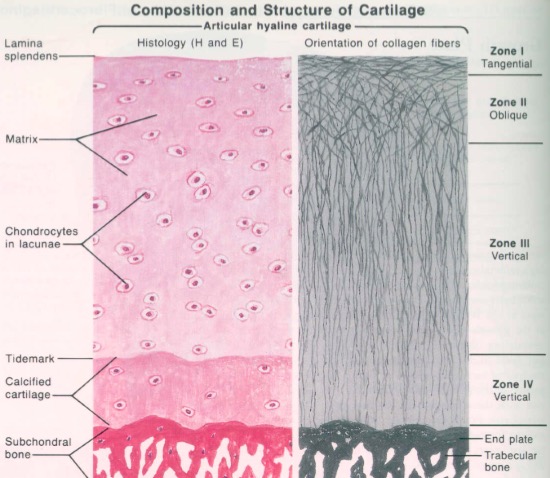 Composition and Structure of Cartilage
Articular hyaline cartilage
Histology (H and E)
Orientation of collagen fibers
Lamina
splendens
Matrix
Chondrocytes
in lacunae
Tidemark
Calcified
cartilage
Subchondral
bone
Zone I
Tangential
Zone II
Oblique
Zone III
Vertical
Zone IV
Vertical
End plate
Trabecular
bone